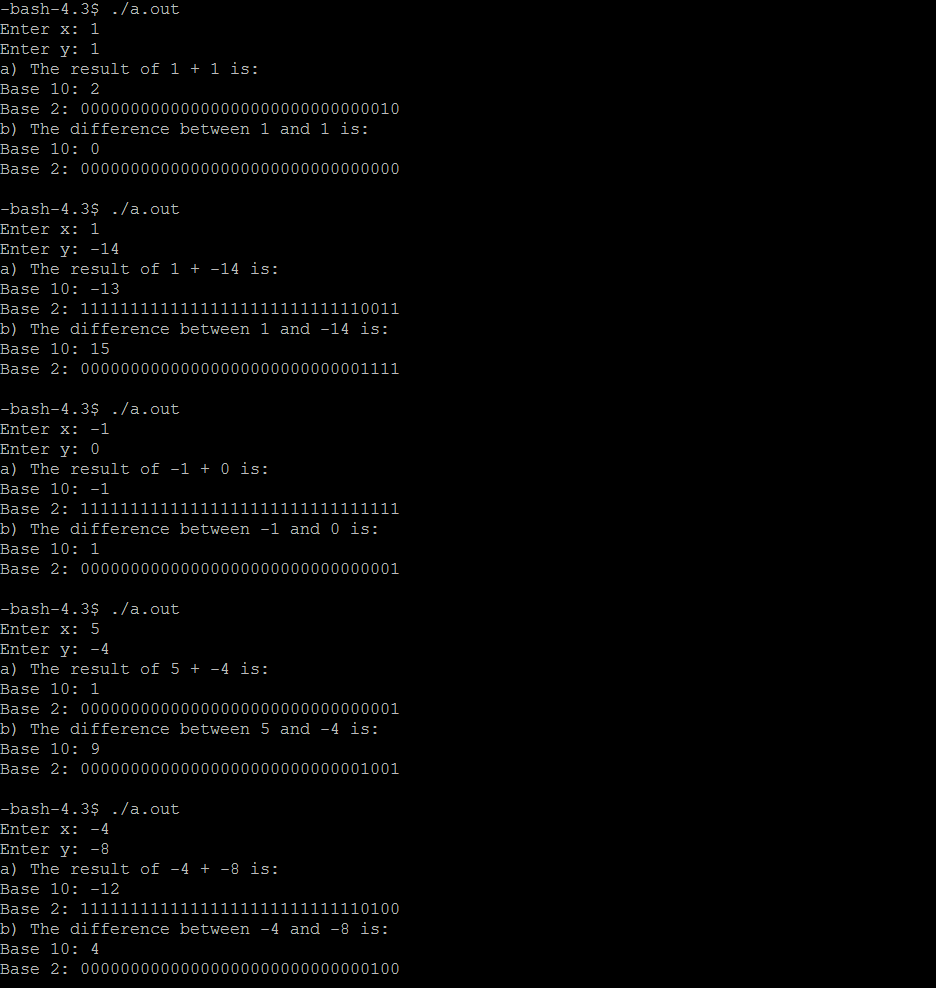 -bash-4.3$ ./a.out
Enter x: 1
Enter y: 1
a) The result of 1 + 1 is:
Base 10: 2
Base 2: 00000000000000000000000000000010
b) The difference between 1 and 1 is:
Base 10: 0
Base 2: 00000000000000000000000000000000
-bash-4.3$ ./a.out
Enter x: 1
Enter y: -14
a) The result of 1 + -14 is:
Base 10: -13
Base 2: 11111111111111111111111111110011
b) The difference between 1 and -14 is:
Base 10: 15
Base 2: 00000000000000000000000000001111
-bash-4.3$ ./a.out
Enter x: -1
Enter y: 0
a) The result of -1 + 0 is:
Base 10: -1
Base 2: 11111111111111111111111111111111
b) The difference between -1 and 0 is:
Base 10: 1
Base 2: 00000000000000000000000000000001
-bash-4.3$ ./a.out
Enter x: 5
Enter y: -4
a) The result of 5 + -4 is:
Base 10: 1
Base 2: 00000000000000000000000000000001
b) The difference between 5 and -4 is:
Base 10: 9
Base 2: 00000000000000000000000000001001
-bash-4.3$ ./a.out
Enter x: -4
Enter y: -8
a) The result of -4 + -8 is:
Base 10: -12
Base 2: 11111111111111111111111111110100
b) The difference between -4 and -8 is:
Base 10: 4
Base 2: 00000000000000000000000000000100